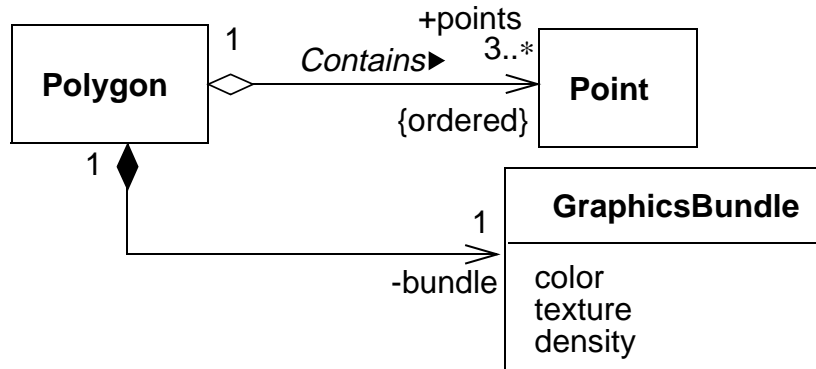 1
+points
Contains▶
3..*
Polygon
Point
{ordered}
1
GraphicsBundle
1
-bundle
color
texture
density